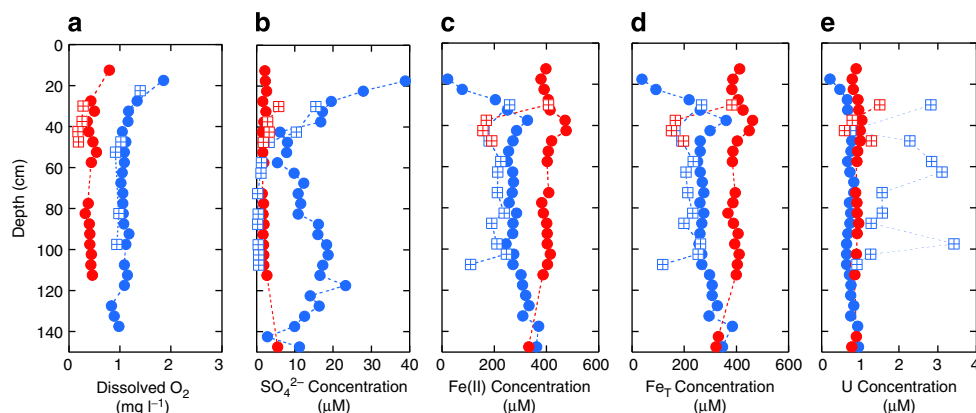 a b c d e
0
20
40
60
80
100
120
140
Depth (cm)
0 1 2 3 0 10 20 30 40 0 200 400 600 0 200 400 600 0 1 2 3 4
Dissolved O₂ SO₄²⁻ Concentration Fe(II) Concentration Fe_T Concentration U Concentration
(mg l⁻¹) (μM) (μM) (μM) (μM)